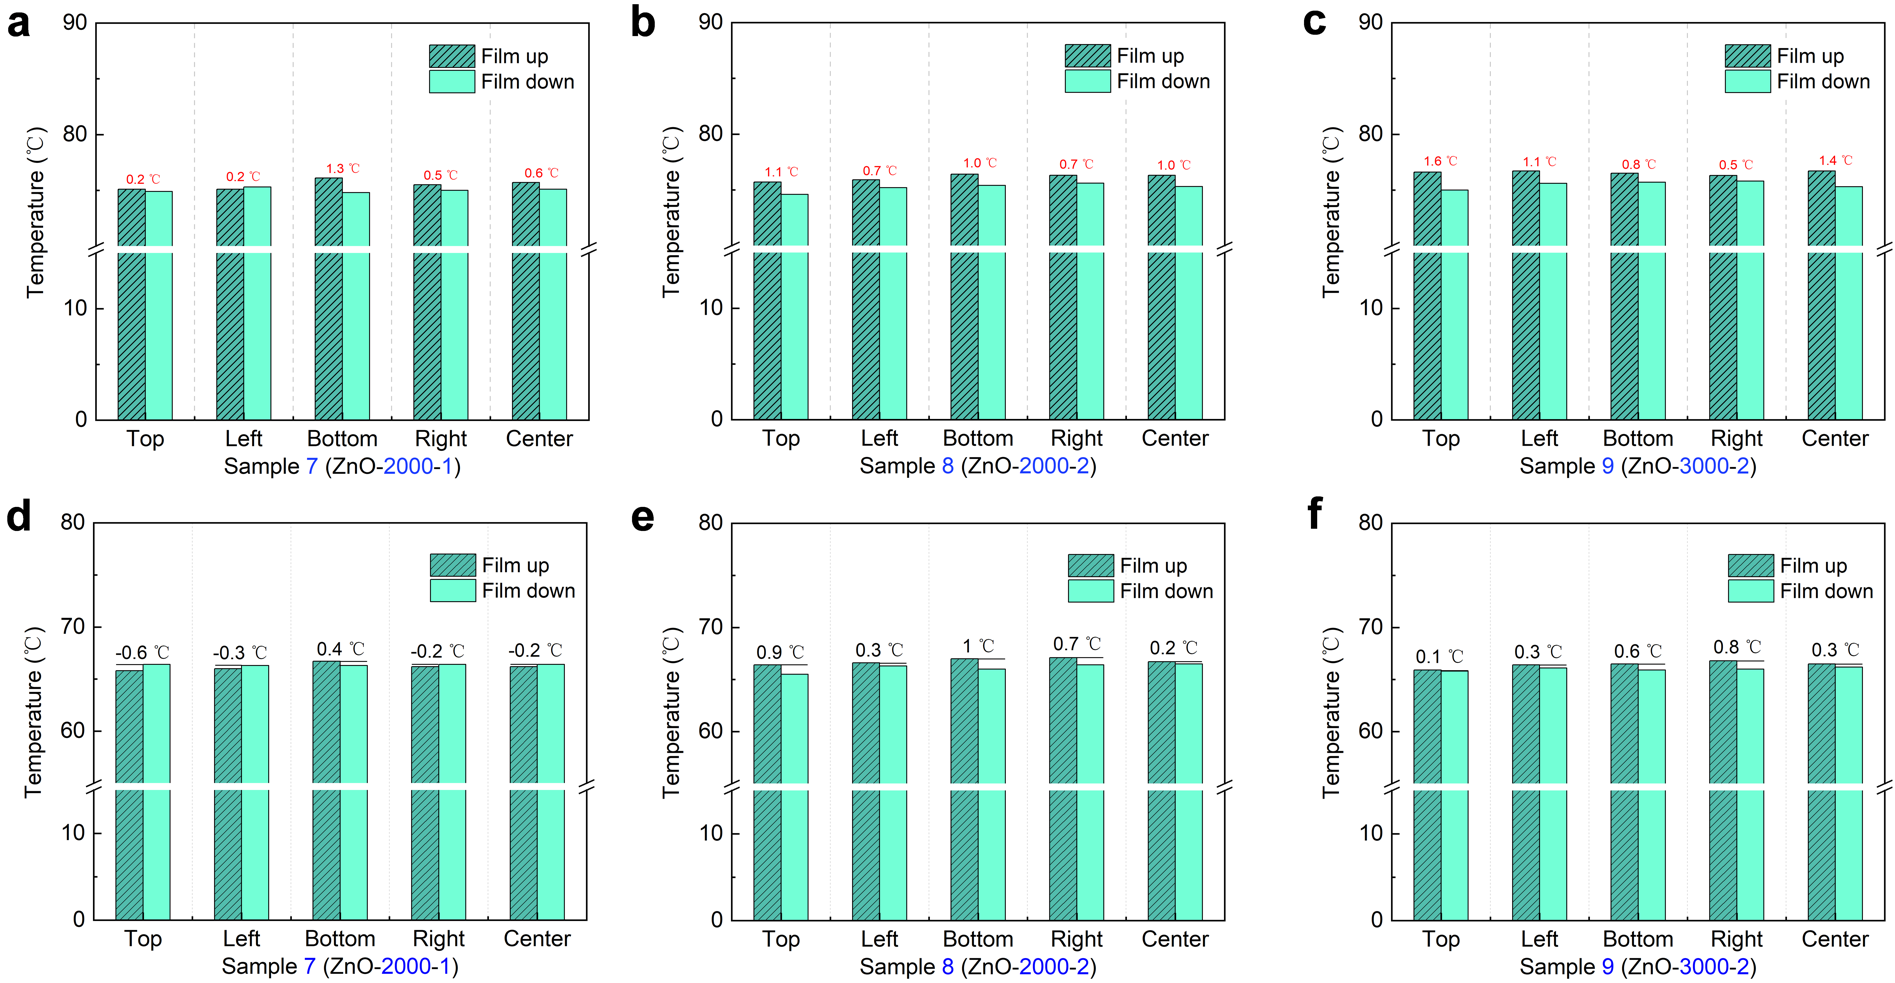 a
90
80
10
0
Temperature (℃)
Film up
Film down
0.2 ℃
0.2 ℃
1.3 ℃
0.5 ℃
0.6 ℃
Top
Left
Bottom
Right
Center
Sample 7 (ZnO-2000-1)
b
90
80
10
0
Temperature (℃)
Film up
Film down
1.1 ℃
0.7 ℃
1.0 ℃
0.7 ℃
1.0 ℃
Top
Left
Bottom
Right
Center
Sample 8 (ZnO-2000-2)
c
90
80
10
0
Temperature (℃)
Film up
Film down
1.6 ℃
1.1 ℃
0.8 ℃
0.5 ℃
1.4 ℃
Top
Left
Bottom
Right
Center
Sample 9 (ZnO-3000-2)
d
80
70
60
10
0
Temperature (℃)
Film up
Film down
-0.6 ℃
-0.3 ℃
0.4 ℃
-0.2 ℃
-0.2 ℃
Top
Left
Bottom
Right
Center
Sample 7 (ZnO-2000-1)
e
80
70
60
10
0
Temperature (℃)
Film up
Film down
0.9 ℃
0.3 ℃
1 ℃
0.7 ℃
0.2 ℃
Top
Left
Bottom
Right
Center
Sample 8 (ZnO-2000-2)
f
80
70
60
10
0
Temperature (℃)
Film up
Film down
0.1 ℃
0.3 ℃
0.6 ℃
0.8 ℃
0.3 ℃
Top
Left
Bottom
Right
Center
Sample 9 (ZnO-3000-2)